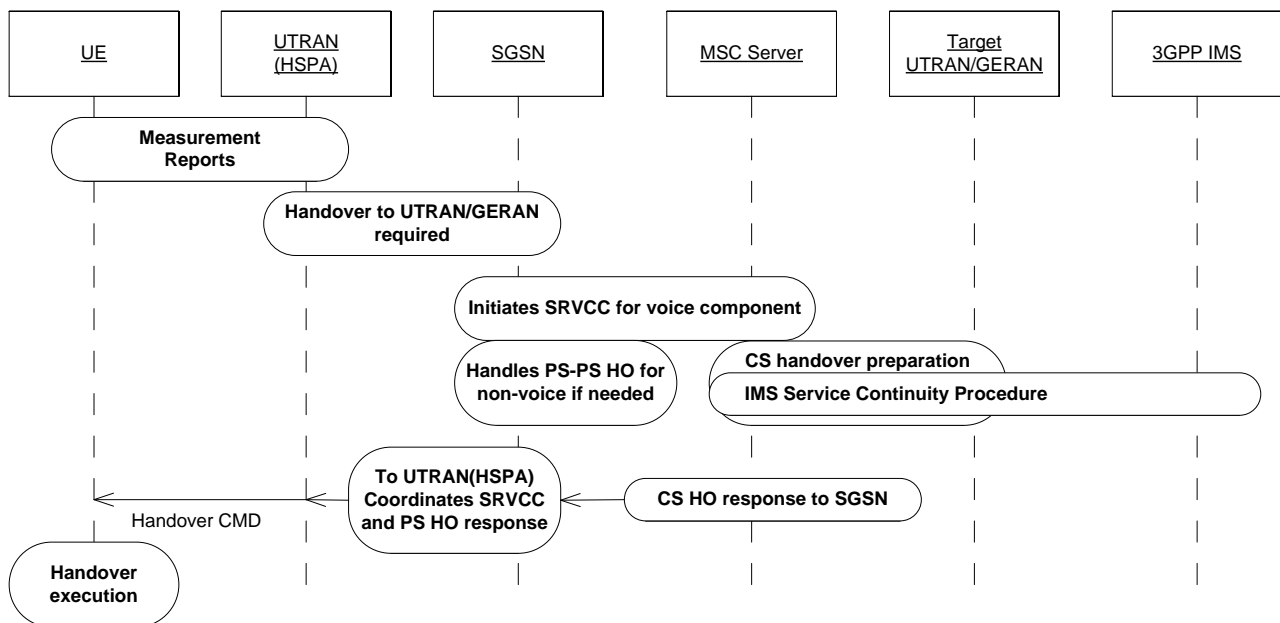 UE
UTRAN
(HSPA)
SGSN
MSC Server
Target
UTRAN/GERAN
3GPP IMS
Measurement
Reports
Handover to UTRAN/GERAN
required
Initiates SRVCC for voice component
Handles PS-PS HO for
non-voice if needed
CS handover preparation
IMS Service Continuity Procedure
To UTRAN(HSPA)
Coordinates SRVCC
and PS HO response
CS HO response to SGSN
Handover CMD
Handover
execution